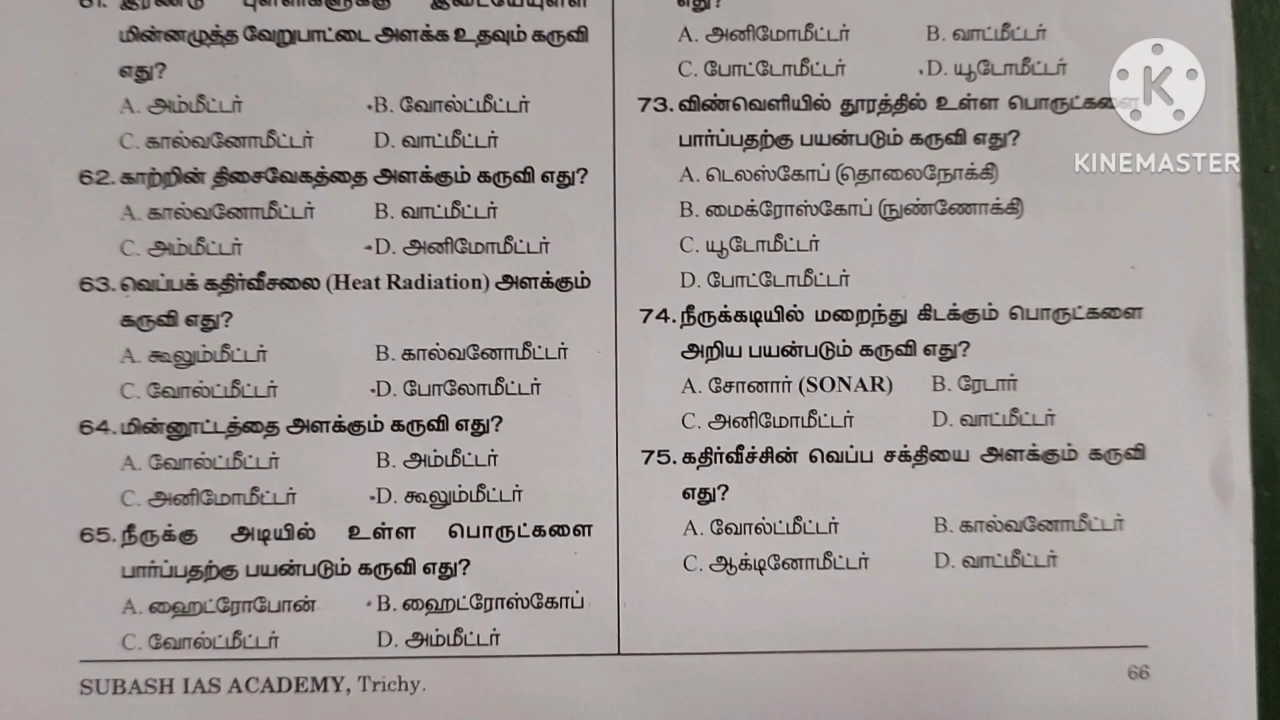 61. இரண்டு புள்ளிகளுக்கு இடையேயுள்ள
மின்னழுத்த வேறுபாட்டை அளக்க உதவும் கருவி
எது?
A. அம்மீட்டர் B. வோல்ட்மீட்டர்
C. கால்வனோமீட்டர் D. வாட்மீட்டர்
62. காற்றின் திசைவேகத்தை அளக்கும் கருவி எது?
A. கால்வனோமீட்டர் B. வாட்மீட்டர்
C. அம்மீட்டர் D. அனிமோமீட்டர்
63. வெப்பக் கதிர்வீசலை (Heat Radiation) அளக்கும்
கருவி எது?
A. கூலும்மீட்டர் B. கால்வனோமீட்டர்
C. வோல்ட்மீட்டர் D. போலோமீட்டர்
64. மின்னூட்டத்தை அளக்கும் கருவி எது?
A. வோல்ட்மீட்டர் B. அம்மீட்டர்
C. அனிமோமீட்டர் D. கூலும்மீட்டர்
65. நீருக்கு அடியில் உள்ள பொருட்களை
பார்ப்பதற்கு பயன்படும் கருவி எது?
A. ஹைட்ரோபோன் B. ஹைட்ரோஸ்கோப்
C. வோல்ட்மீட்டர் D. அம்மீட்டர்
எது?
A. அனிமோமீட்டர் B. வாட்மீட்டர்
C. போட்டோமீட்டர் D. யூடோமீட்டர்
73. விண்வெளியில் தூரத்தில் உள்ள பொருட்களை
பார்ப்பதற்கு பயன்படும் கருவி எது?
A. டெலஸ்கோப் (தொலைநோக்கி)
B. மைக்ரோஸ்கோப் (நுண்ணோக்கி)
C. யூடோமீட்டர்
D. போட்டோமீட்டர்
74. நீருக்கடியில் மறைந்து கிடக்கும் பொருட்களை
அறிய பயன்படும் கருவி எது?
A. சோனார் (SONAR) B. ரேடார்
C. அனிமோமீட்டர் D. வாட்மீட்டர்
75. கதிர்வீச்சின் வெப்ப சக்தியை அளக்கும் கருவி
எது?
A. வோல்ட்மீட்டர் B. கால்வனோமீட்டர்
C. ஆக்டினோமீட்டர் D. வாட்மீட்டர்
SUBASH IAS ACADEMY, Trichy.
66
K
KINEMASTER